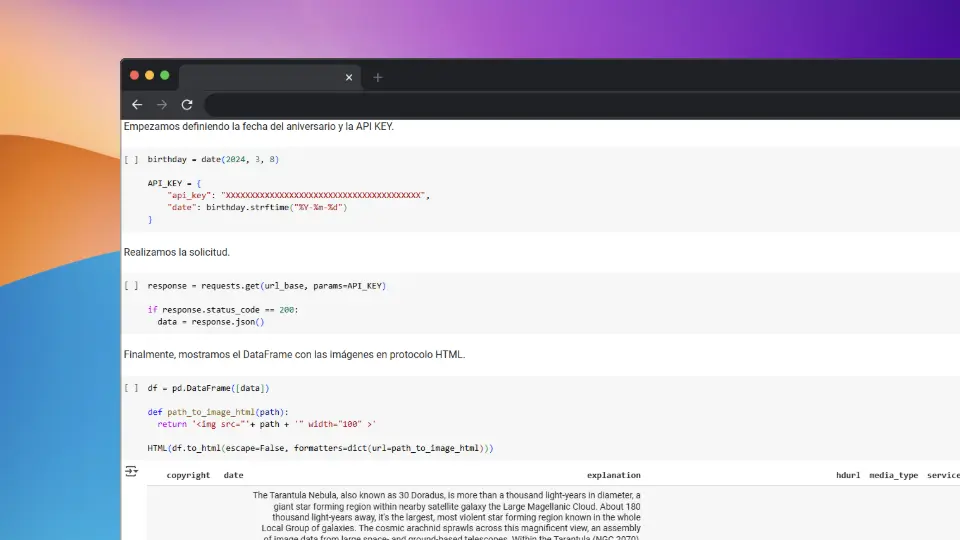 Empezamos definiendo la fecha del aniversario y la API KEY.
[ ] birthday = date(2024, 3, 8)
API_KEY = {
"api_key": "XXXXXXXXXXXXXXXXXXXXXXXXXXXXXXXXXXXXXXXX",
"date": birthday.strftime("%Y-%m-%d")
}
Realizamos la solicitud.
[ ] response = requests.get(url_base, params=API_KEY)
if response.status_code == 200:
data = response.json()
Finalmente, mostramos el DataFrame con las imágenes en protocolo HTML.
[ ] df = pd.DataFrame([data])
def path_to_image_html(path):
return '<img src="'+ path + '" width="100" >'
HTML(df.to_html(escape=False, formatters=dict(url=path_to_image_html)))
copyright date explanation hdurl media_type service
The Tarantula Nebula, also known as 30 Doradus, is more than a thousand light-years in diameter, a
giant star forming region within nearby satellite galaxy the Large Magellanic Cloud. About 180
thousand light-years away, it's the largest, most violent star forming region known in the whole
Local Group of galaxies. The cosmic arachnid sprawls across this magnificent view, an assembly
of image data from large space- and ground-based telescopes. Within the Tarantula (NGC 2070),